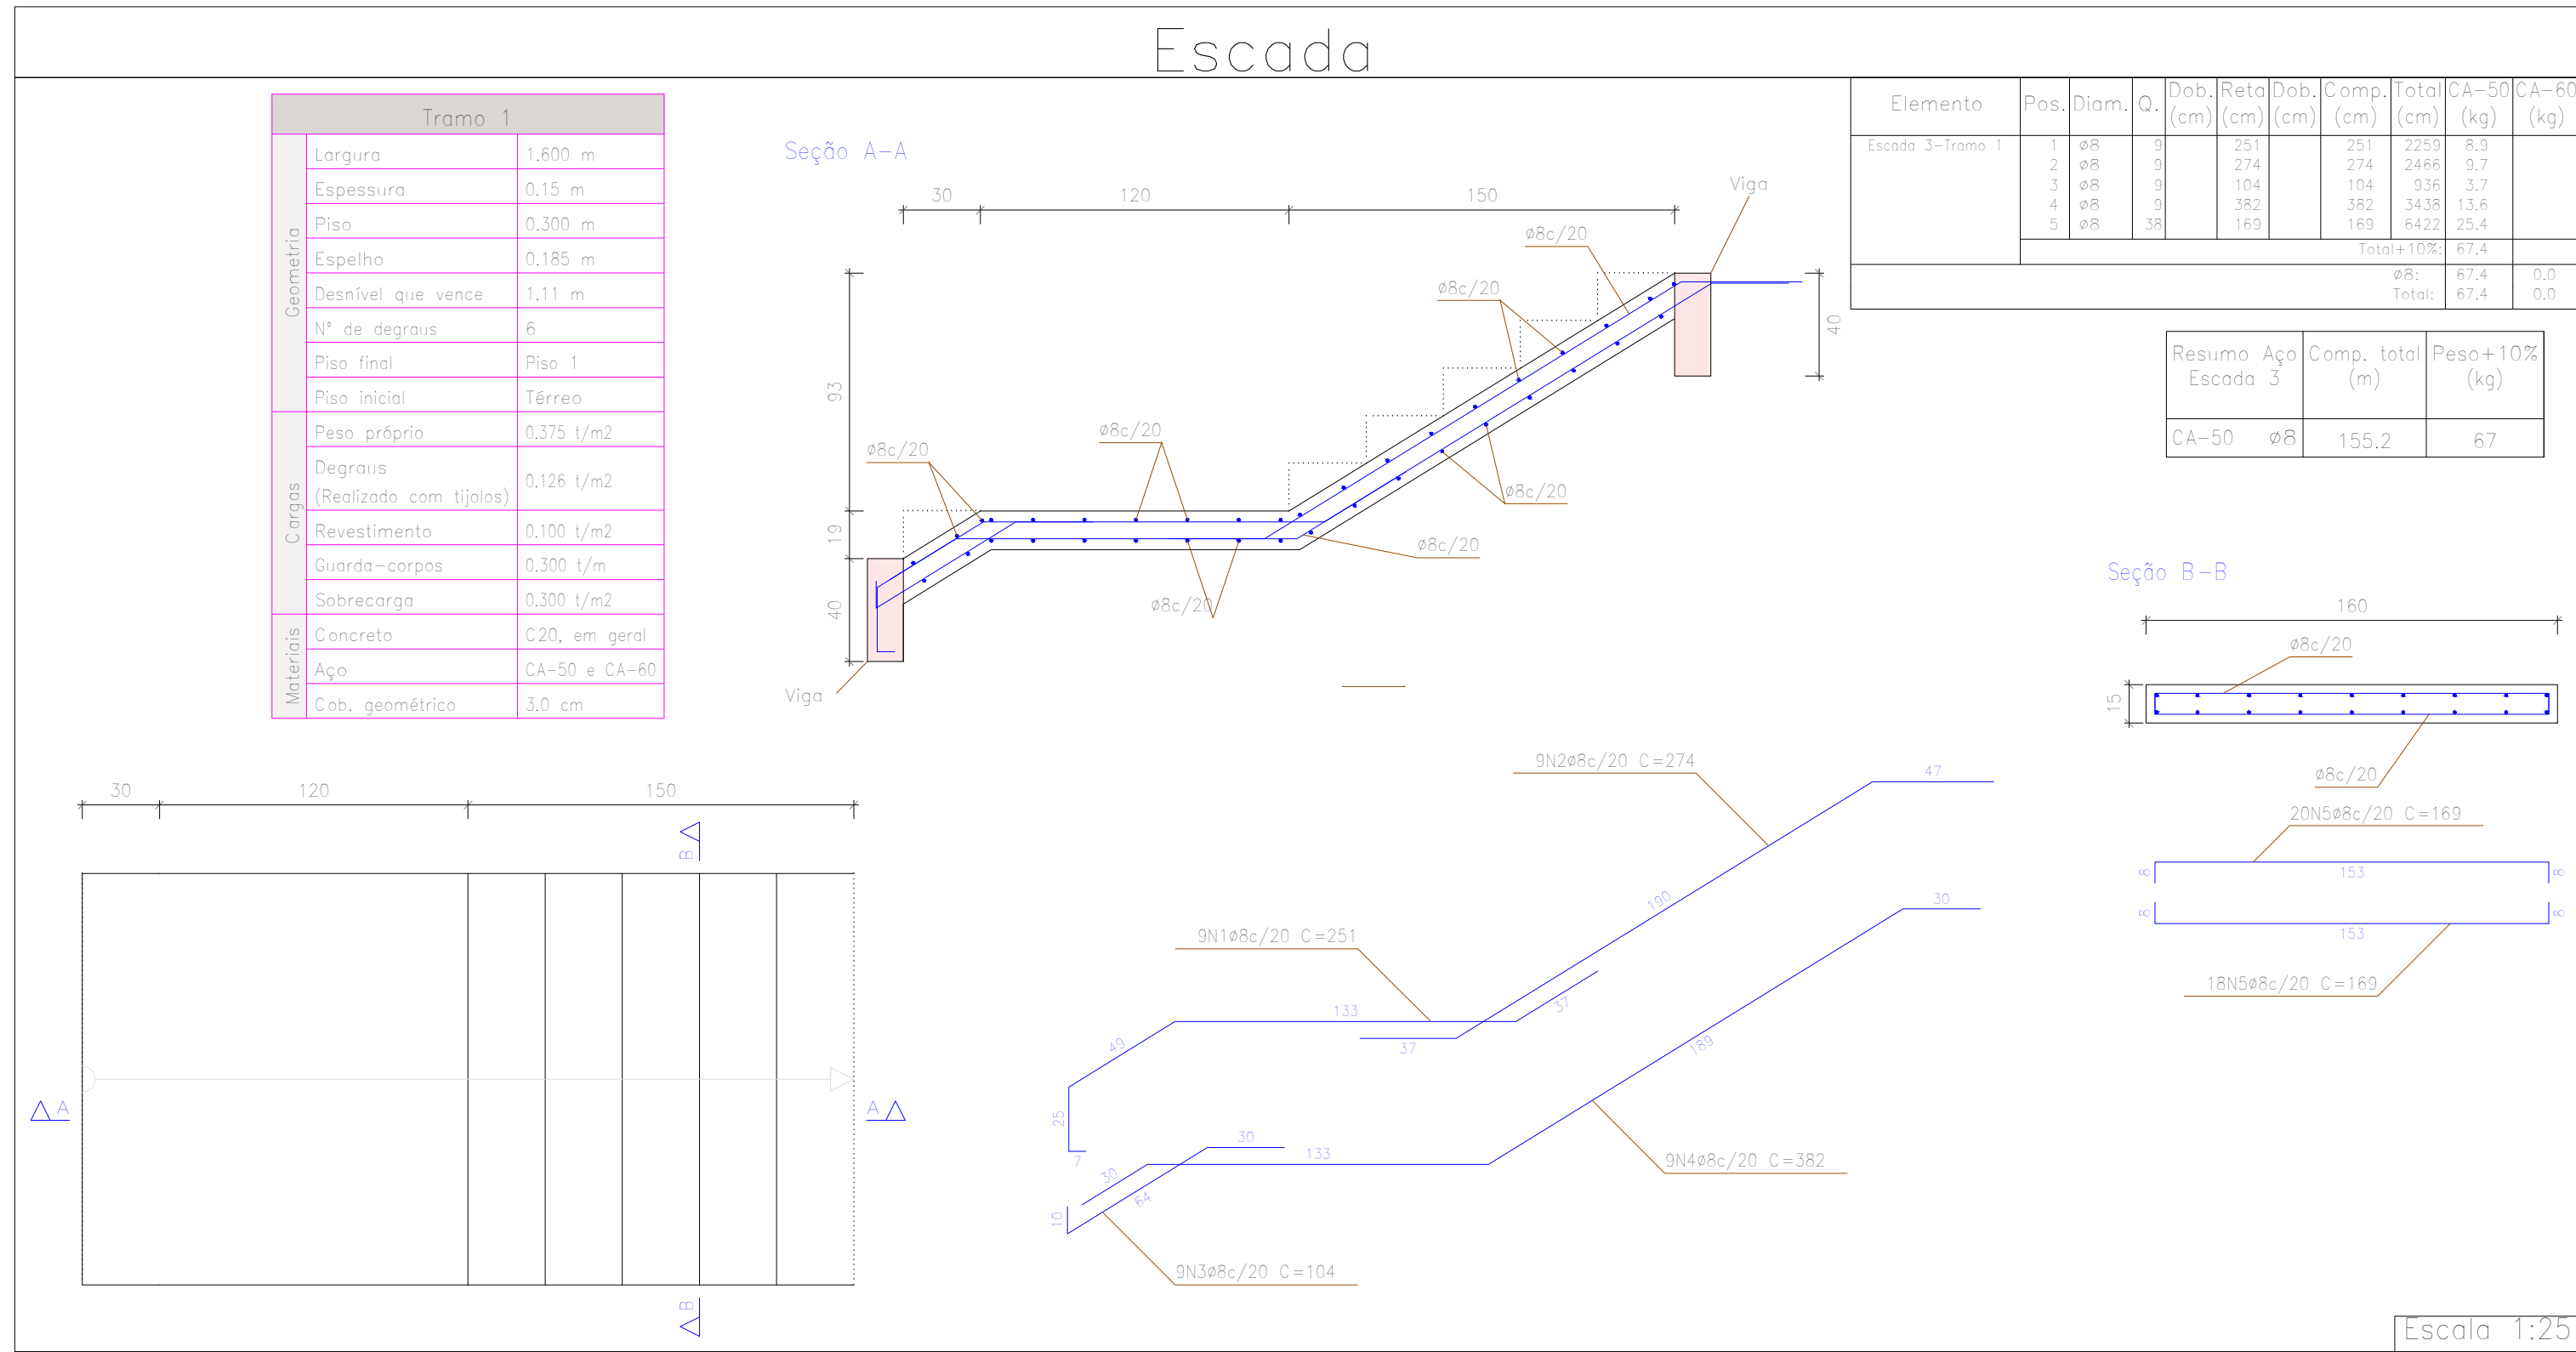 Escada
Tramo 1
Geometria
Largura 1.600 m
Espessura 0.15 m
Piso 0.300 m
Espelho 0.185 m
Desnível que vence 1.11 m
N° de degraus 6
Piso final Piso 1
Piso inicial Térreo
Cargas
Peso próprio 0.375 t/m2
Degraus
(Realizado com tijolos) 0.126 t/m2
Revestimento 0.100 t/m2
Guarda-corpos 0.300 t/m
Sobrecarga 0.300 t/m2
Materiais
Concreto C20, em geral
Aço CA-50 e CA-60
Cob. geométrico 3.0 cm
Seção A-A
30 120 150
Viga
ø8c/20
ø8c/20
40
93
ø8c/20
ø8c/20
ø8c/20
19
ø8c/20
40
ø8c/20
Viga
Elemento Pos. Diam. Q. Dob. Reta Dob. Comp. Total CA-50 CA-60
(cm) (cm) (cm) (cm) (cm) (kg) (kg)
Escada 3-Tramo 1 1 ø8 9 251 251 2259 8.9
2 ø8 9 274 274 2466 9.7
3 ø8 9 104 104 936 3.7
4 ø8 9 382 382 3438 13.6
5 ø8 38 169 169 6422 25.4
Total+10%: 67.4
ø8: 67.4 0.0
Total: 67.4 0.0
Resumo Aço Comp. total Peso+10%
Escada 3 (m) (kg)
CA-50 ø8 155.2 67
Seção B-B
160
ø8c/20
15
ø8c/20
20N5ø8c/20 C=169
8 153 8
8 153 8
18N5ø8c/20 C=169
30 120 150
B
A A
B
9N2ø8c/20 C=274
47
190
37
9N1ø8c/20 C=251
133
49
37
25
7
30
189
133
30
9N4ø8c/20 C=382
30
64
10
9N3ø8c/20 C=104
Escala 1:25